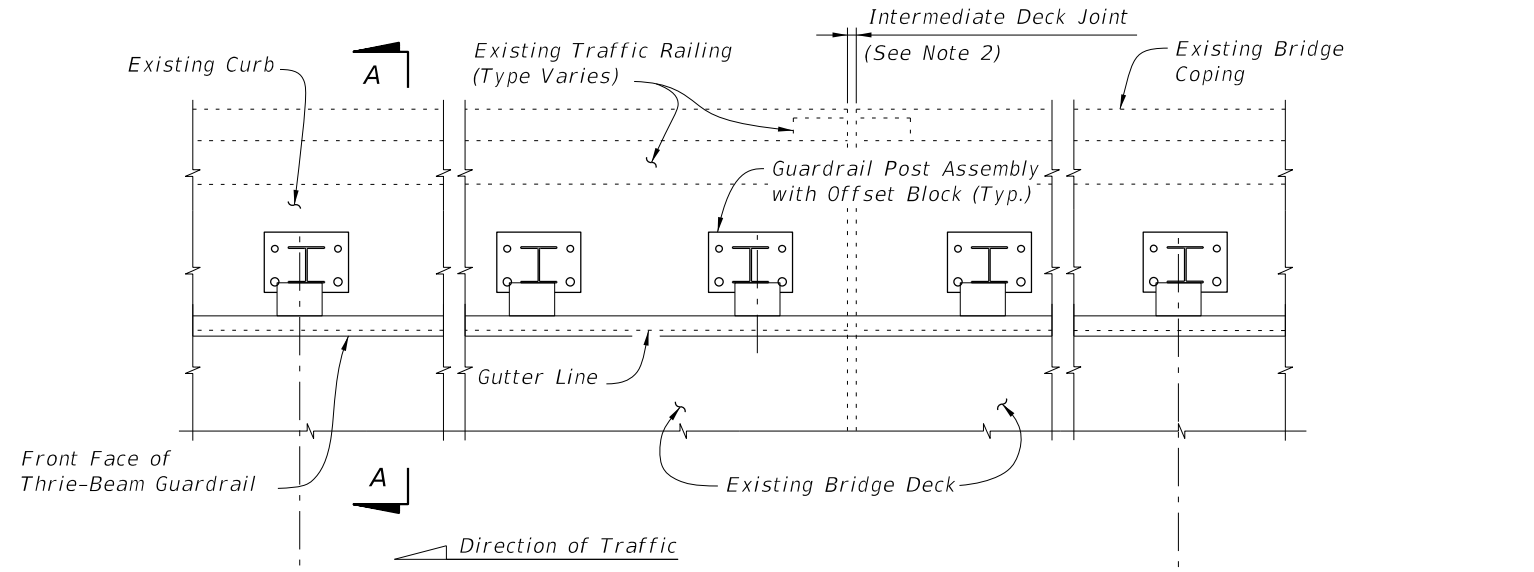 Intermediate Deck Joint
(See Note 2)
Existing Traffic Railing
(Type Varies)
Existing Bridge
Coping
Existing Curb
A
Guardrail Post Assembly
with Offset Block (Typ.)
Gutter Line
Front Face of
Thrie-Beam Guardrail
A
Existing Bridge Deck
Direction of Traffic